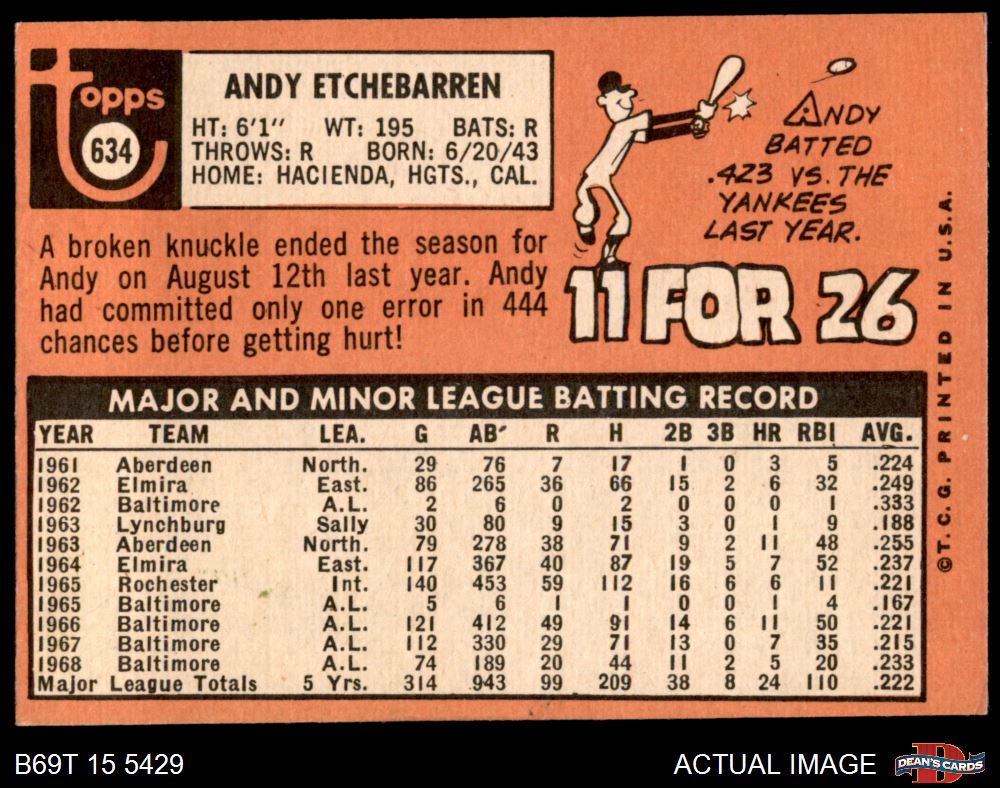 topps
634
ANDY ETCHEBARREN
HT: 6'1" WT: 195 BATS: R
THROWS: R BORN: 6/20/43
HOME: HACIENDA, HGTS., CAL.
A broken knuckle ended the season for
Andy on August 12th last year. Andy
had committed only one error in 444
chances before getting hurt!
ANDY
BATTED
.423 VS. THE
YANKEES
LAST YEAR.
11 FOR 26
MAJOR AND MINOR LEAGUE BATTING RECORD
YEAR TEAM LEA. G AB R H 2B 3B HR RBI AVG.
1961 Aberdeen North. 29 76 7 17 1 0 3 5 .224
1962 Elmira East. 86 265 36 66 15 2 6 32 .249
1962 Baltimore A.L. 2 6 0 2 0 0 0 1 .333
1963 Lynchburg Sally 30 80 9 15 3 0 1 9 .188
1963 Aberdeen North. 79 278 38 71 9 2 11 48 .255
1964 Elmira East. 117 367 40 87 19 5 7 52 .237
1965 Rochester Int. 140 453 59 112 16 6 6 11 .221
1965 Baltimore A.L. 5 6 1 1 0 0 1 4 .167
1966 Baltimore A.L. 121 412 49 91 14 6 11 50 .221
1967 Baltimore A.L. 112 330 29 71 13 0 7 35 .215
1968 Baltimore A.L. 74 189 20 44 11 2 5 20 .233
Major League Totals 5 Yrs. 314 943 99 209 38 8 24 110 .222
©T.C.G. PRINTED IN U.S.A.
B69T 15 5429
ACTUAL IMAGE
DEAN'S CARDS